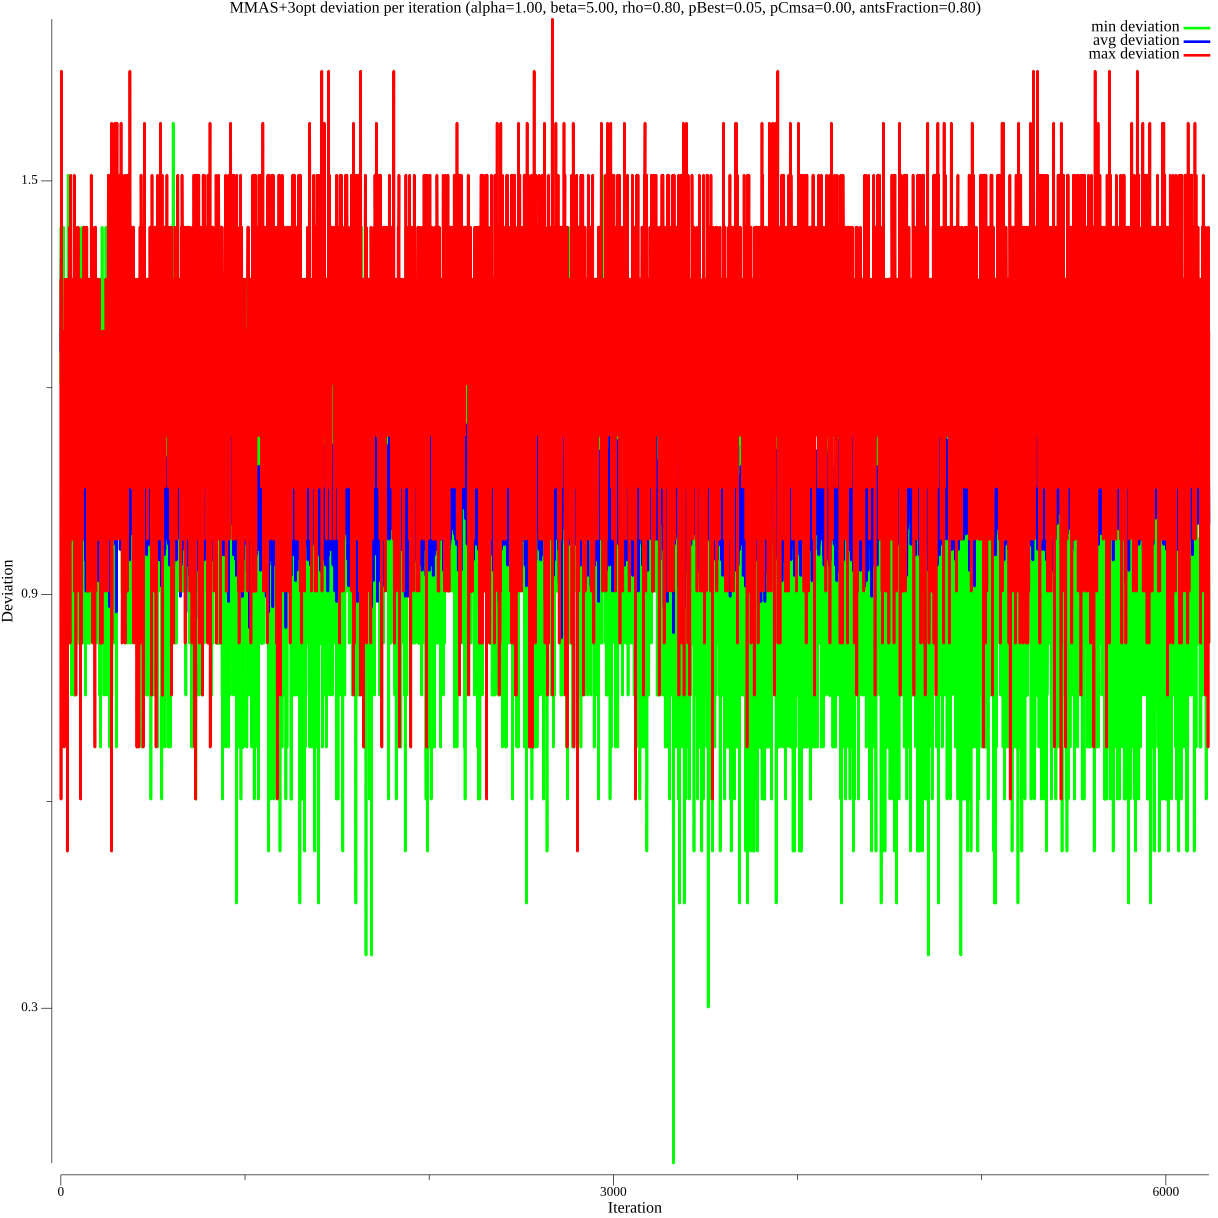 MMAS+3opt deviation per iteration (alpha=1.00, beta=5.00, rho=0.80, pBest=0.05, pCmsa=0.00, antsFraction=0.80)
min deviation
avg deviation
max deviation
1.5
0.9
0.3
Deviation
0
3000
6000
Iteration